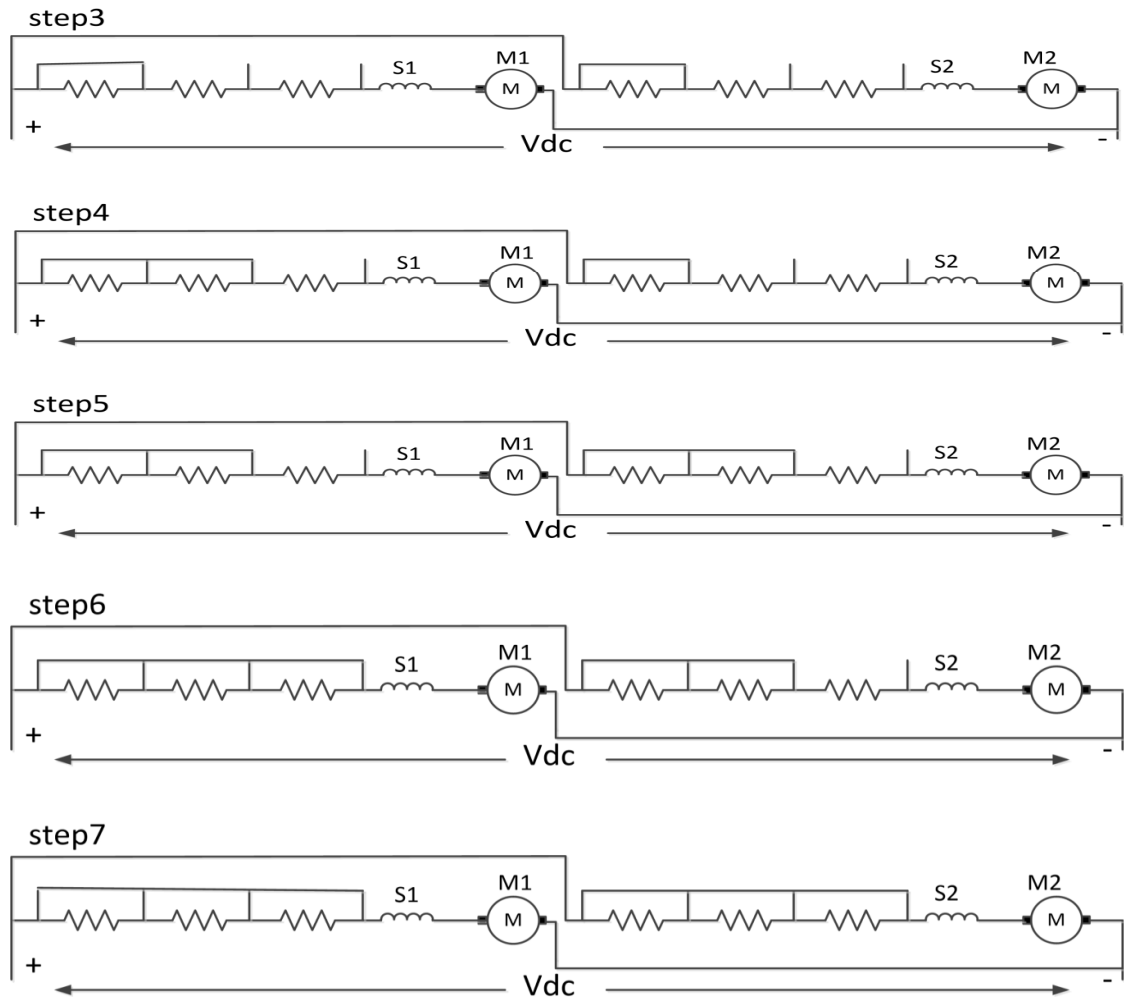 step3
S1 M1 S2 M2
M M
+ Vdc -
step4
S1 M1 S2 M2
M M
+ Vdc -
step5
S1 M1 S2 M2
M M
+ Vdc -
step6
S1 M1 S2 M2
M M
+ Vdc -
step7
S1 M1 S2 M2
M M
+ Vdc -